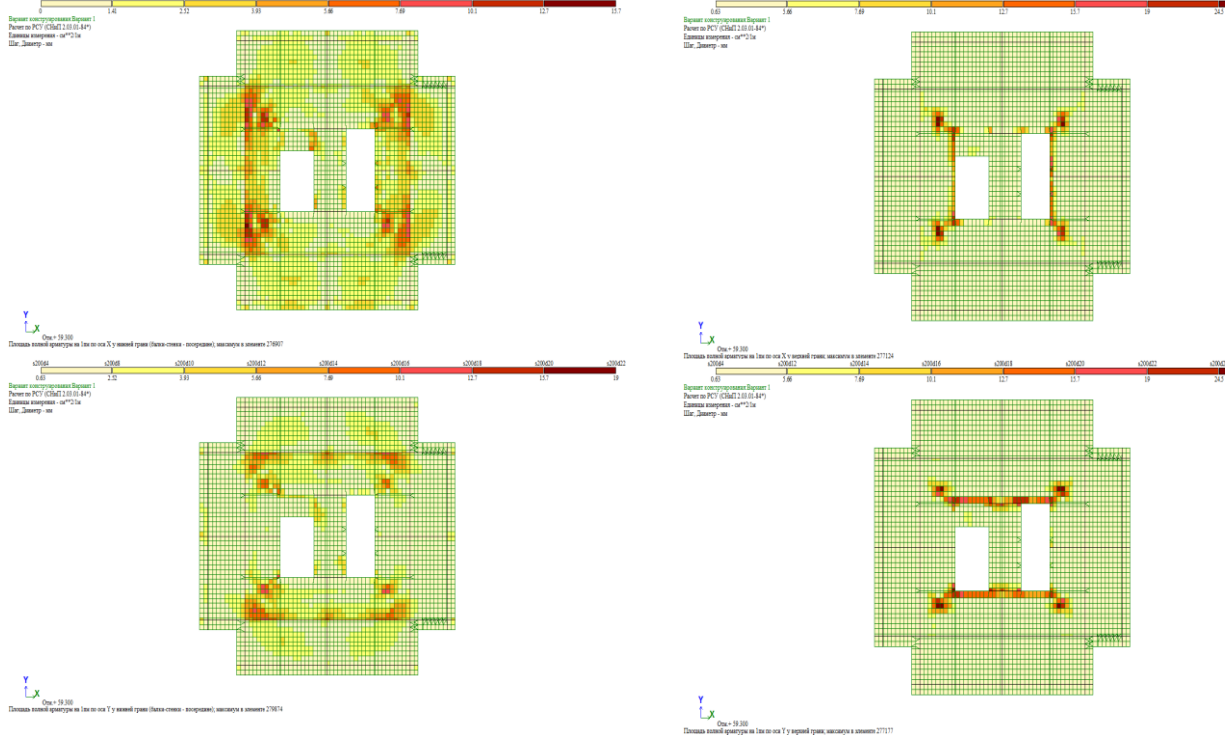 0 1.41 2.52 3.93 5.66 7.69 10.1 12.7 15.7
Вариант конструирования:Вариант 1
Расчет по РСУ (СНиП 2.03.01-84*)
Единицы измерения - см**2/1м
Шаг, Диаметр - мм
Y
X
Отм.+ 59.300
Площадь полной арматуры на 1пм по оси X у нижней грани (балки-стенки - посередине); максимум в элементе 276907
0.63 5.66 7.69 10.1 12.7 15.7 19 24.5
Вариант конструирования:Вариант 1
Расчет по РСУ (СНиП 2.03.01-84*)
Единицы измерения - см**2/1м
Шаг, Диаметр - мм
Y
X
Отм.+ 59.300
Площадь полной арматуры на 1пм по оси X у верхней грани; максимум в элементе 277124
s200d4 s200d8 s200d10 s200d12 s200d14 s200d16 s200d18 s200d20 s200d22
0.63 2.52 3.93 5.66 7.69 10.1 12.7 15.7 19
Вариант конструирования:Вариант 1
Расчет по РСУ (СНиП 2.03.01-84*)
Единицы измерения - см**2/1м
Шаг, Диаметр - мм
Y
X
Отм.+ 59.300
Площадь полной арматуры на 1пм по оси Y у нижней грани (балки-стенки - посередине); максимум в элементе 279874
s200d4 s200d12 s200d14 s200d16 s200d18 s200d20 s200d22
0.63 5.66 7.69 10.1 12.7 15.7 19 24.5
Вариант конструирования:Вариант 1
Расчет по РСУ (СНиП 2.03.01-84*)
Единицы измерения - см**2/1м
Шаг, Диаметр - мм
Y
X
Отм.+ 59.300
Площадь полной арматуры на 1пм по оси Y у верхней грани; максимум в элементе 277177